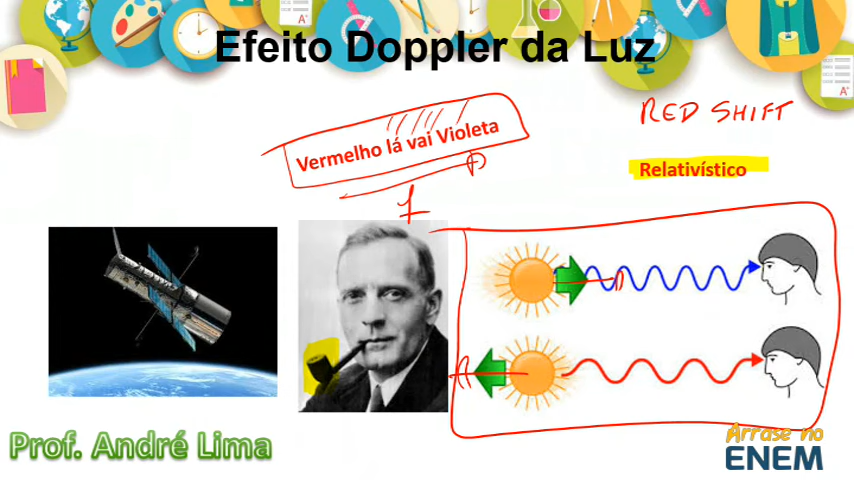 Efeito Doppler da Luz
RED SHIFT
Vermelho lá vai Violeta
Relativístico
f
Prof. André Lima
Arrase no
ENEM
A+
A+